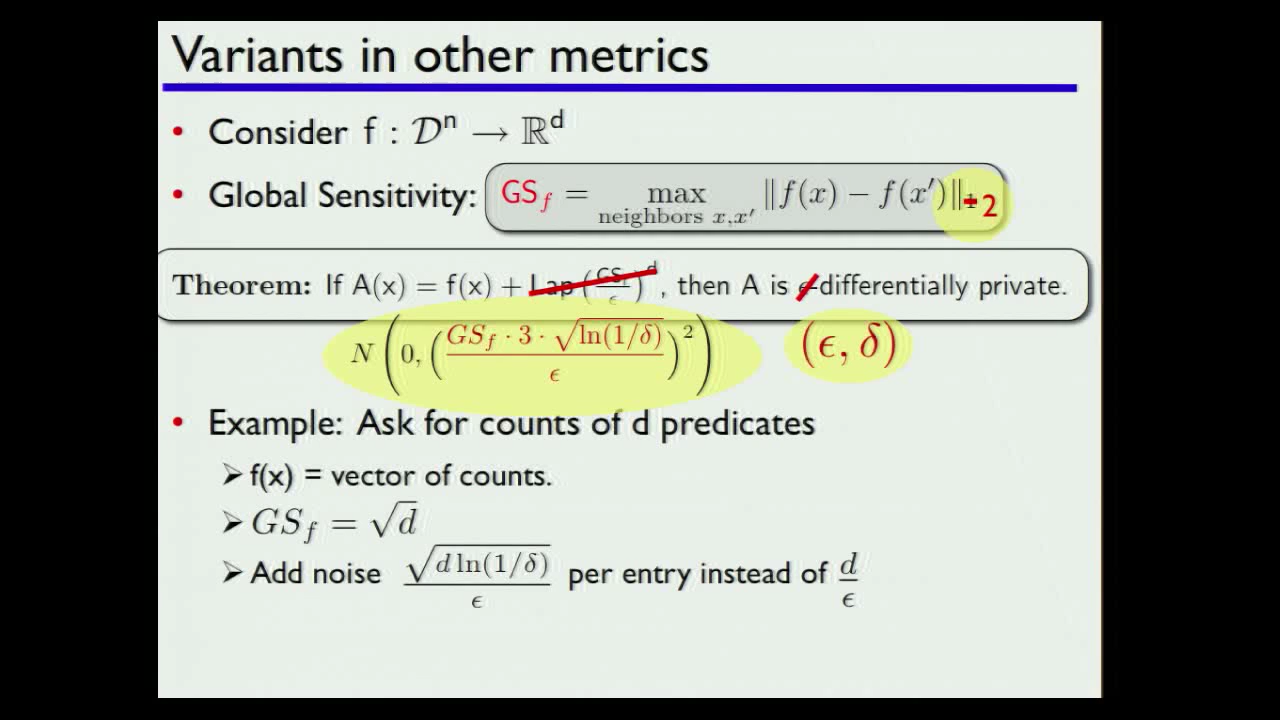 Variants in other metrics
• Consider f : 𝒟ⁿ → ℝᵈ
• Global Sensitivity: GS_f = max_{neighbors x,x′} ‖f(x) − f(x′)‖₁ 2
Theorem: If A(x) = f(x) + Lap(GS_f/ϵ)ᵈ, then A is ϵ-differentially private.
N(0, (GS_f · 3 · √ln(1/δ) / ϵ)²) (ϵ, δ)
• Example: Ask for counts of d predicates
➢ f(x) = vector of counts.
➢ GS_f = √d
➢ Add noise √(d ln(1/δ)) / ϵ per entry instead of d/ϵ